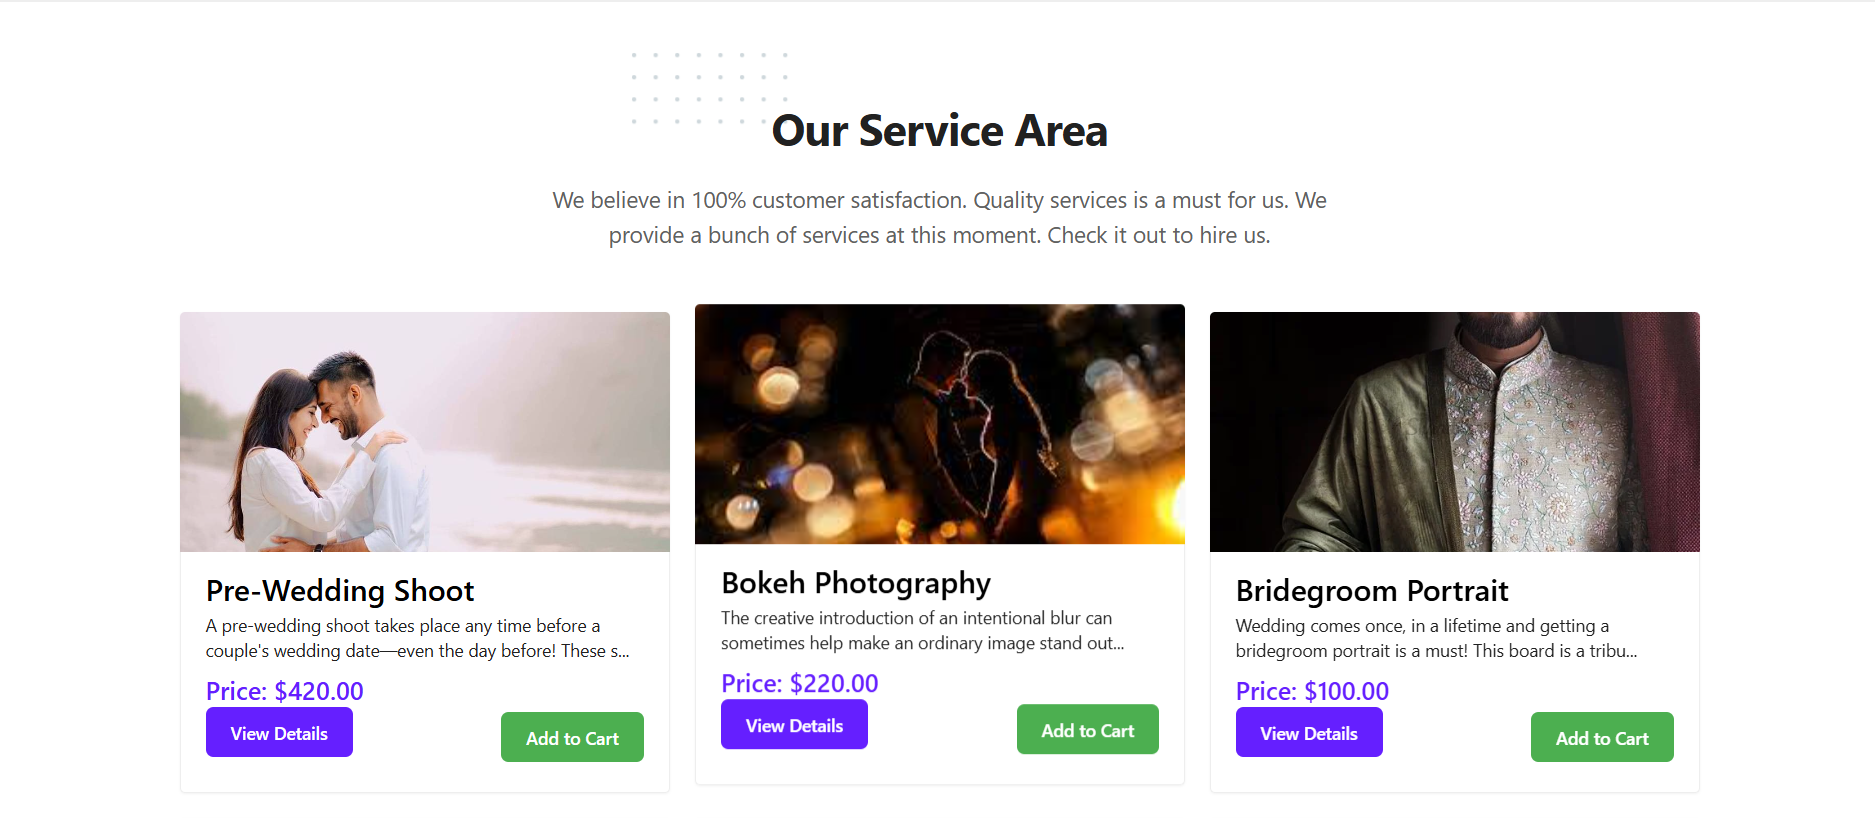 Our Service Area
We believe in 100% customer satisfaction. Quality services is a must for us. We
provide a bunch of services at this moment. Check it out to hire us.
Pre-Wedding Shoot
A pre-wedding shoot takes place any time before a
couple's wedding date—even the day before! These s...
Price: $420.00
View Details
Add to Cart
Bokeh Photography
The creative introduction of an intentional blur can
sometimes help make an ordinary image stand out...
Price: $220.00
View Details
Add to Cart
Bridegroom Portrait
Wedding comes once, in a lifetime and getting a
bridegroom portrait is a must! This board is a tribu...
Price: $100.00
View Details
Add to Cart